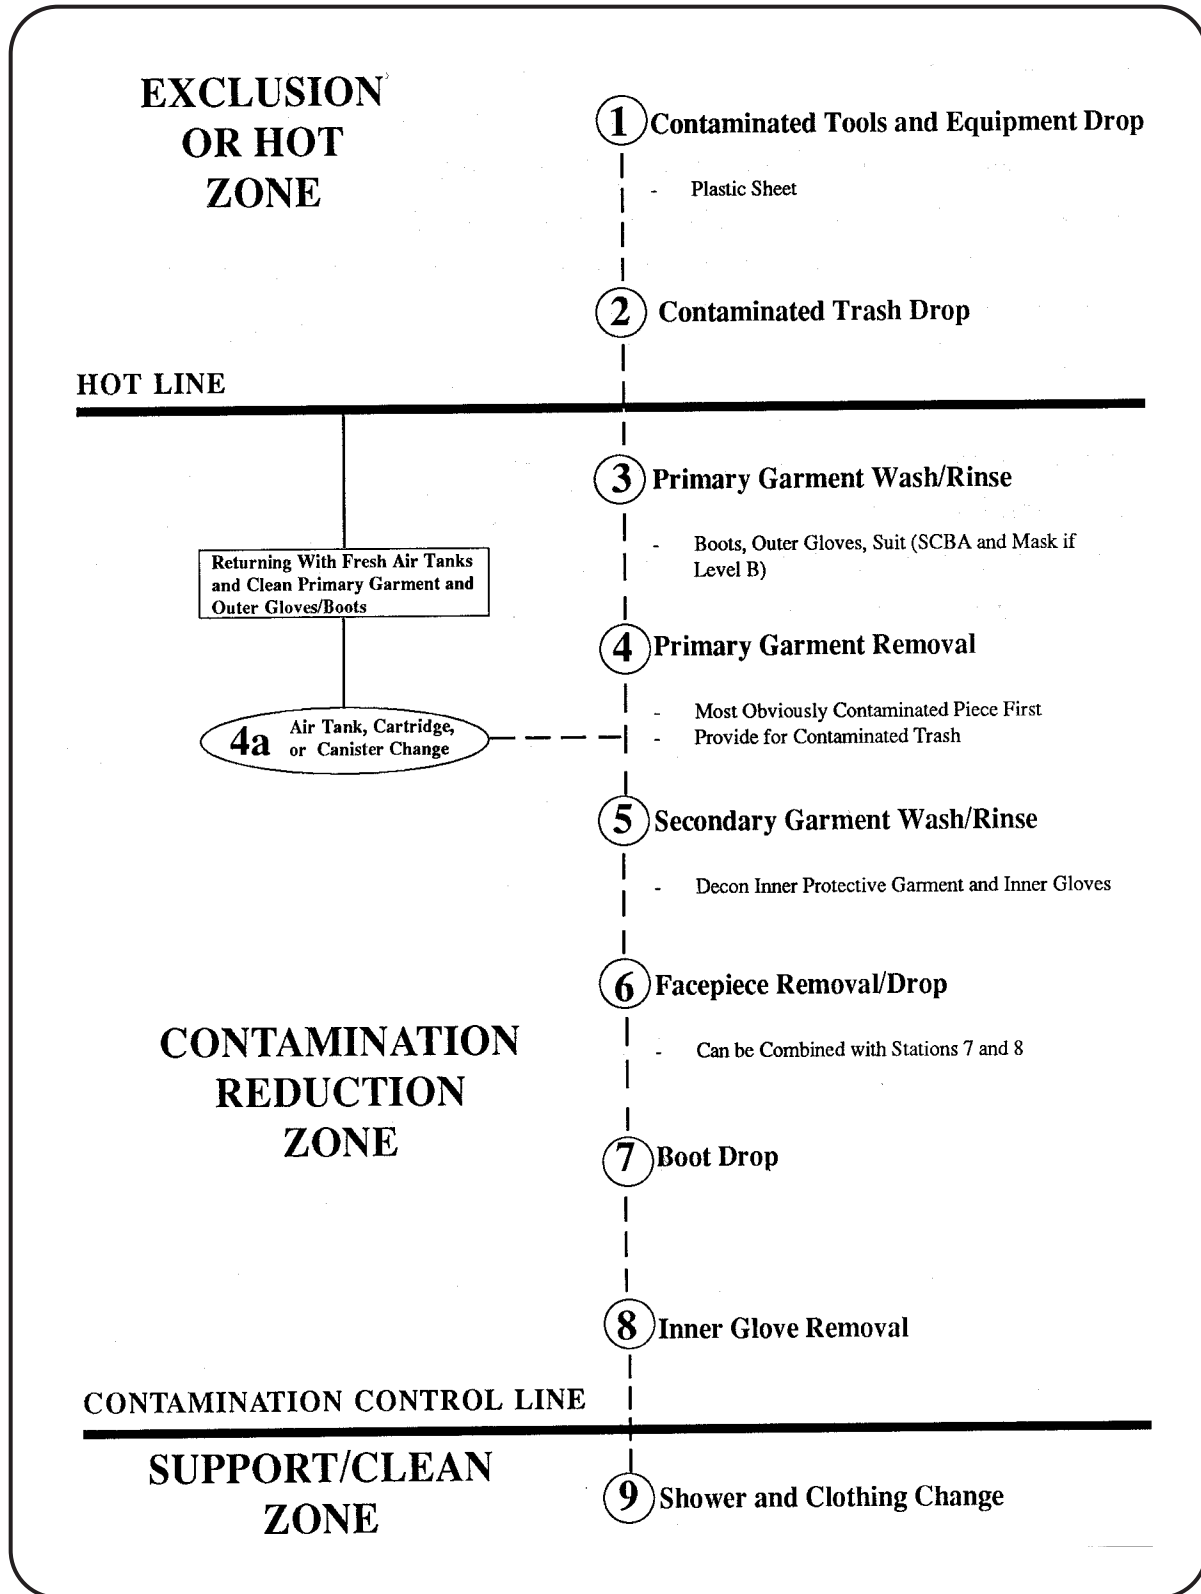 EXCLUSION
OR HOT
ZONE
1 Contaminated Tools and Equipment Drop
- Plastic Sheet
2 Contaminated Trash Drop
HOT LINE
3 Primary Garment Wash/Rinse
- Boots, Outer Gloves, Suit (SCBA and Mask if
Level B)
Returning With Fresh Air Tanks
and Clean Primary Garment and
Outer Gloves/Boots
4 Primary Garment Removal
- Most Obviously Contaminated Piece First
- Provide for Contaminated Trash
4a Air Tank, Cartridge,
or Canister Change
5 Secondary Garment Wash/Rinse
- Decon Inner Protective Garment and Inner Gloves
6 Facepiece Removal/Drop
- Can be Combined with Stations 7 and 8
CONTAMINATION
REDUCTION
ZONE
7 Boot Drop
8 Inner Glove Removal
CONTAMINATION CONTROL LINE
SUPPORT/CLEAN
ZONE
9 Shower and Clothing Change